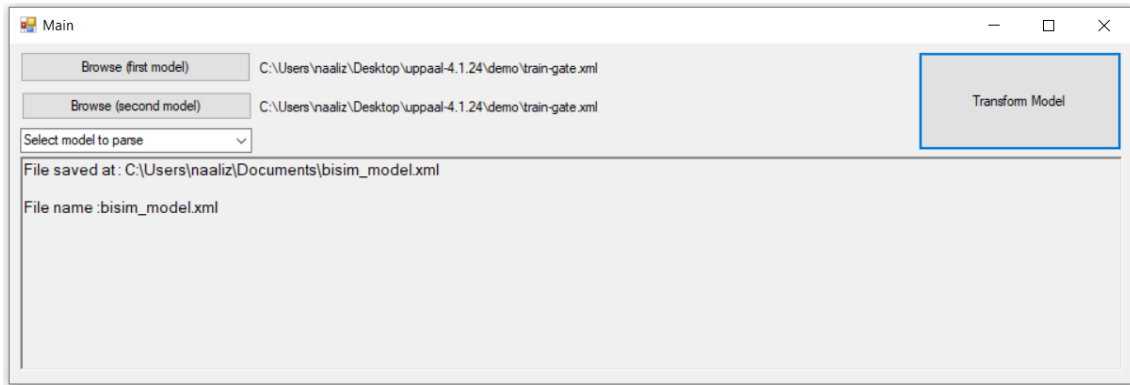 Main
Browse (first model) C:\Users\naaliz\Desktop\uppaal-4.1.24\demo\train-gate.xml
Transform Model
Browse (second model) C:\Users\naaliz\Desktop\uppaal-4.1.24\demo\train-gate.xml
Select model to parse
File saved at : C:\Users\naaliz\Documents\bisim_model.xml
File name :bisim_model.xml